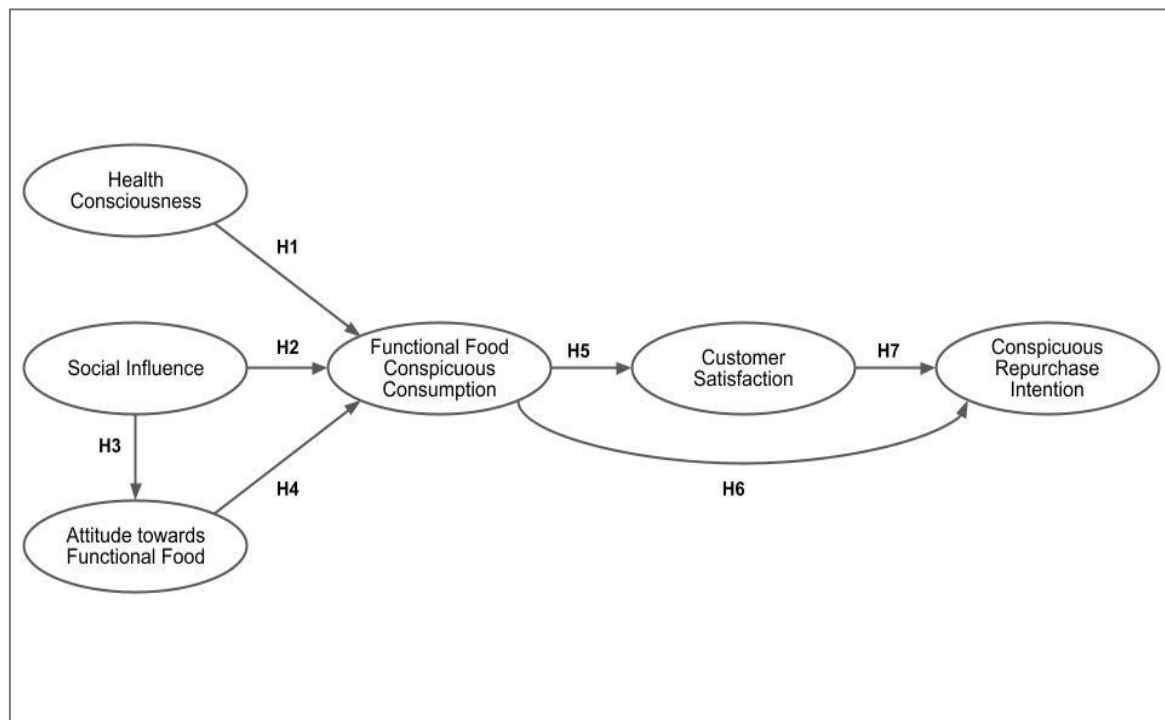 Health
Consciousness
H1
Social Influence
H2
Functional Food
Conspicuous
Consumption
H5
Customer
Satisfaction
H7
Conspicuous
Repurchase
Intention
H3
H4
H6
Attitude towards
Functional Food